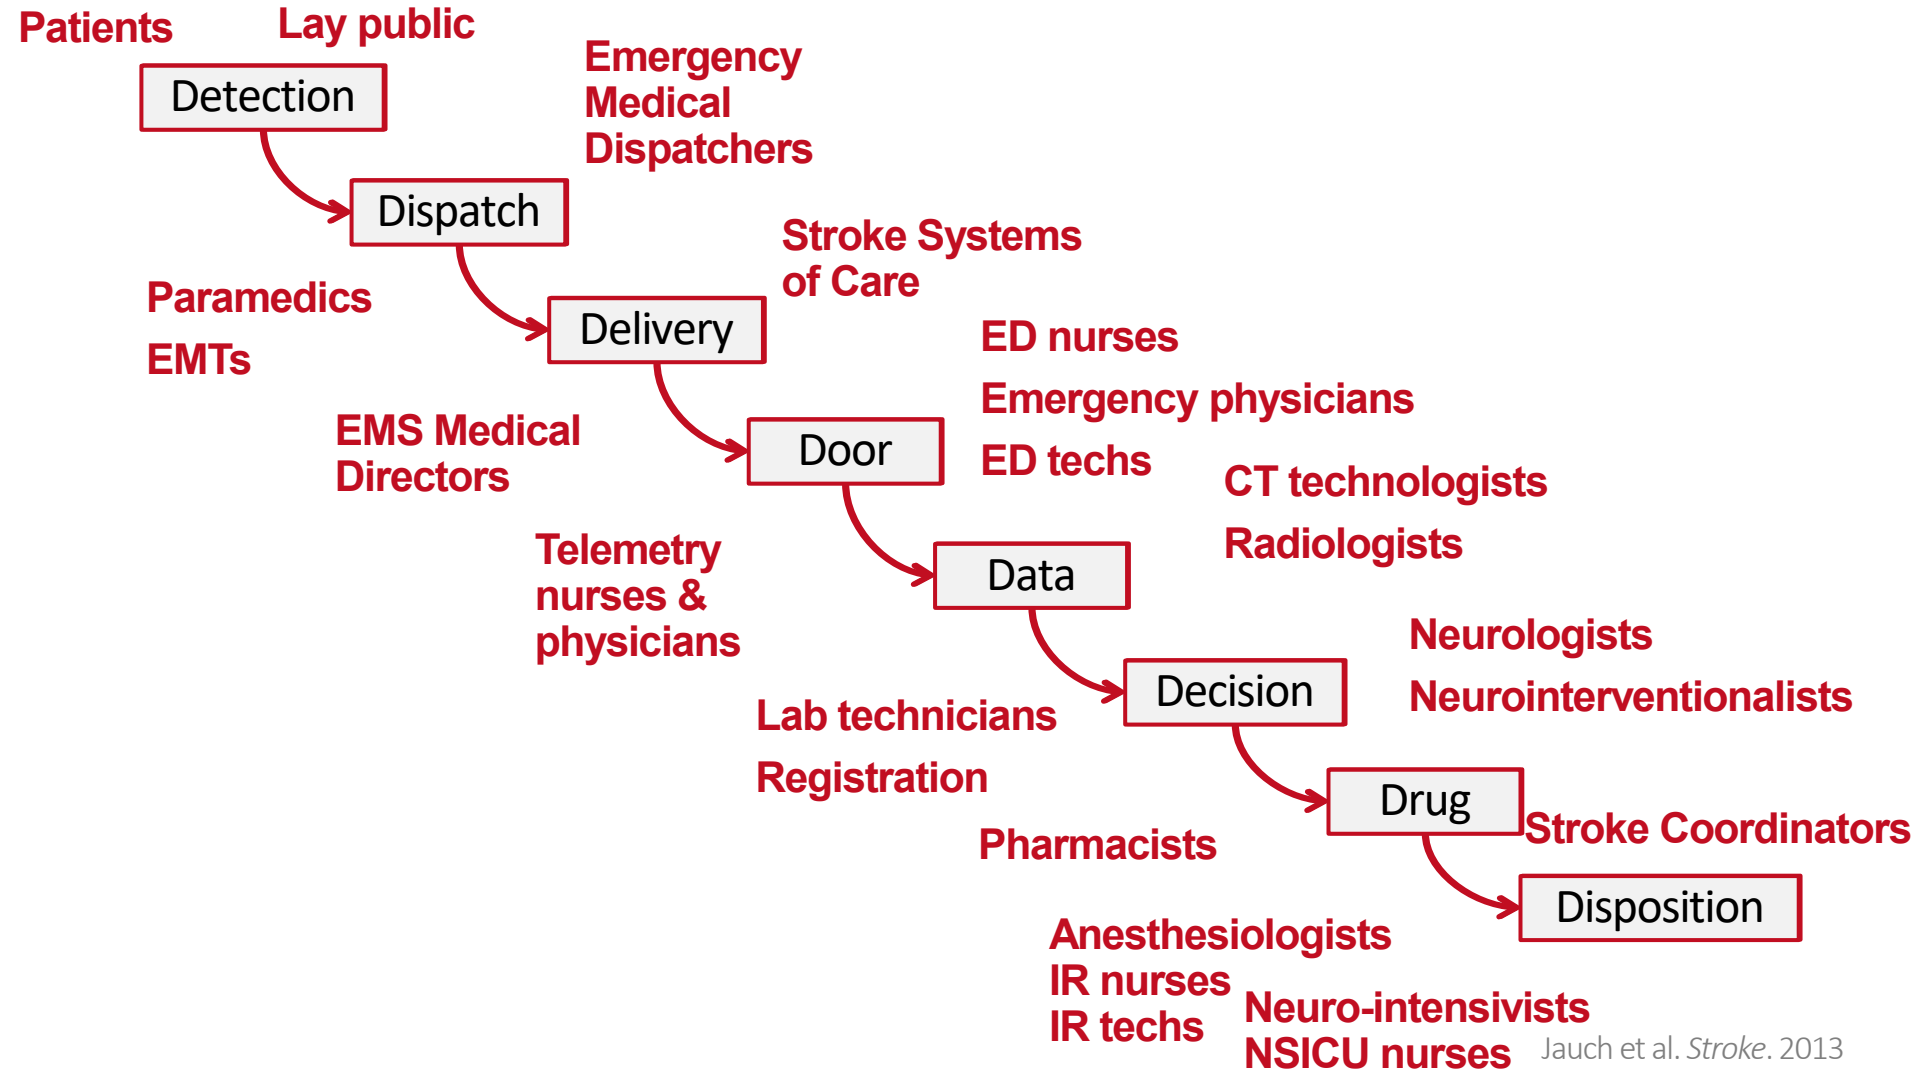 Patients
Lay public
Detection
Emergency
Medical
Dispatchers
Dispatch
Stroke Systems
of Care
Paramedics
EMTs
Delivery
ED nurses
Emergency physicians
ED techs
EMS Medical
Directors
Door
CT technologists
Radiologists
Telemetry
nurses &
physicians
Data
Neurologists
Neurointerventionalists
Decision
Lab technicians
Registration
Drug
Stroke Coordinators
Pharmacists
Disposition
Anesthesiologists
IR nurses
IR techs
Neuro-intensivists
NSICU nurses
Jauch et al. Stroke. 2013